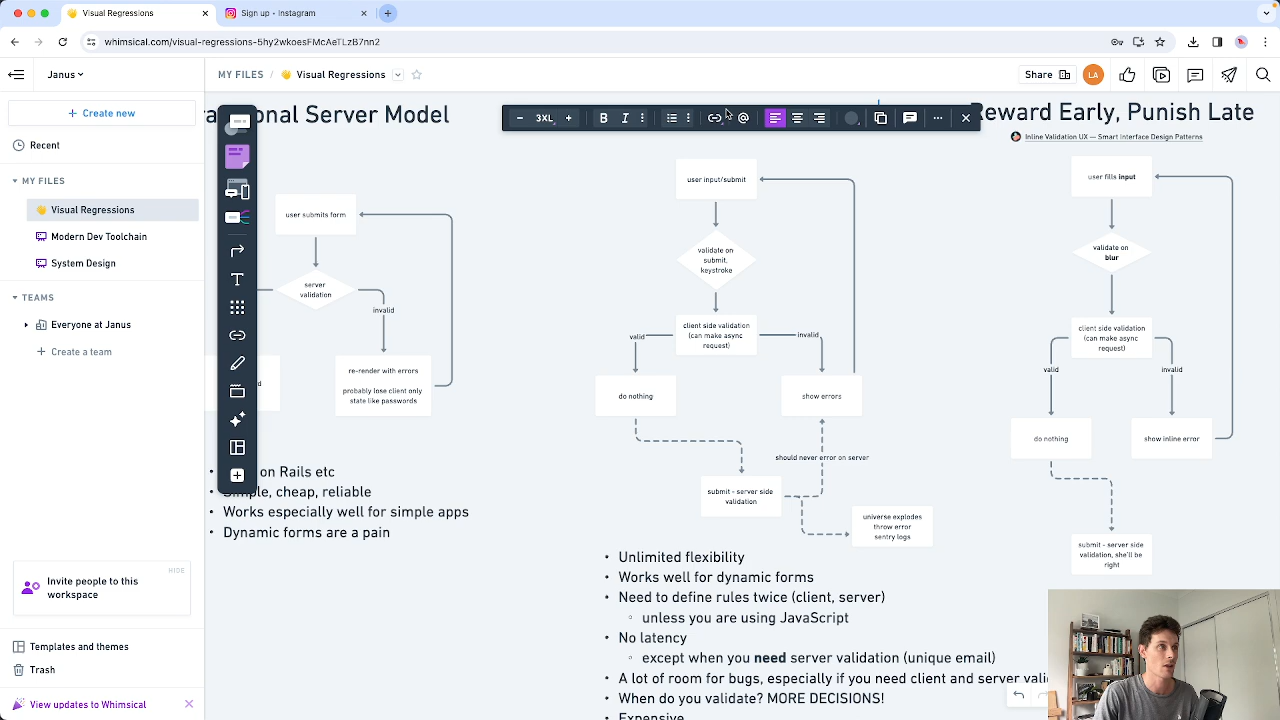 Visual Regressions
Sign up - Instagram
whimsical.com/visual-regressions-5hy2wkoesFMcAeTLzB7nn2
Janus
MY FILES / Visual Regressions
Share
LA
Create new
Recent
MY FILES
Visual Regressions
Modern Dev Toolchain
System Design
TEAMS
Everyone at Janus
Create a team
HIDE
Invite people to this
workspace
Templates and themes
Trash
View updates to Whimsical
3XL
B I
onal Server Model
user submits form
server
validation
invalid
re-render with errors
probably lose client only
state like passwords
on Rails etc
Simple, cheap, reliable
Works especially well for simple apps
Dynamic forms are a pain
user input/submit
validate on
submit,
keystroke
client side validation
(can make async
request)
valid
invalid
do nothing
show errors
should never error on server
submit - server side
validation
universe explodes
throw error
sentry logs
Unlimited flexibility
Works well for dynamic forms
Need to define rules twice (client, server)
unless you are using JavaScript
No latency
except when you need server validation (unique email)
A lot of room for bugs, especially if you need client and server vali
When do you validate? MORE DECISIONS!
Expensive
Reward Early, Punish Late
Inline Validation UX — Smart Interface Design Patterns
user fills input
validate on
blur
client side validation
(can make async
request)
valid
invalid
do nothing
show inline error
submit - server side
validation, she'll be
right